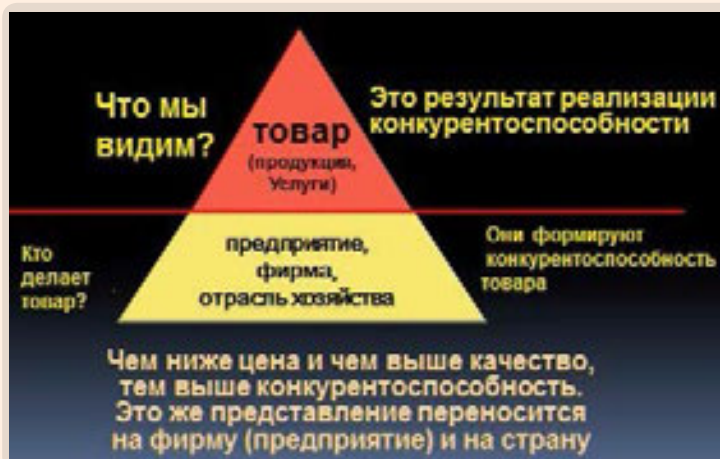 Что мы
видим?
товар
(продукция,
Услуги)
Это результат реализации
конкурентоспособности
Кто
делает
товар?
предприятие,
фирма,
отрасль хозяйства
Они формируют
конкурентоспособность
товара
Чем ниже цена и чем выше качество,
тем выше конкурентоспособность.
Это же представление переносится
на фирму (предприятие) и на страну